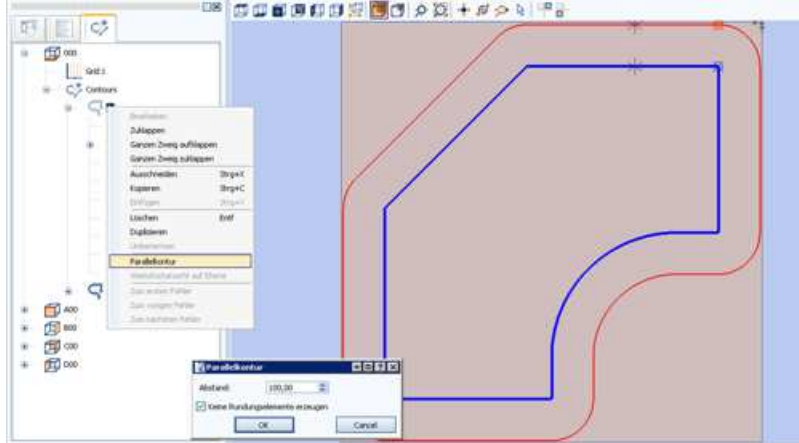 000
Grid 1
Contours
Bearbeiten
Zuklappen
Ganzen Zweig aufklappen
Ganzen Zweig zuklappen
Ausschneiden Strg+X
Kopieren Strg+C
Einfügen Strg+V
Löschen Entf
Duplizieren
Umbenennen
Parallelkontur
Zum ersten Fehler
Zum vorigen Fehler
Zum nächsten Fehler
A00
B00
C00
D00
Parallelkontur
Abstand: 100,00
Keine Rundungselemente erzeugen
OK Cancel